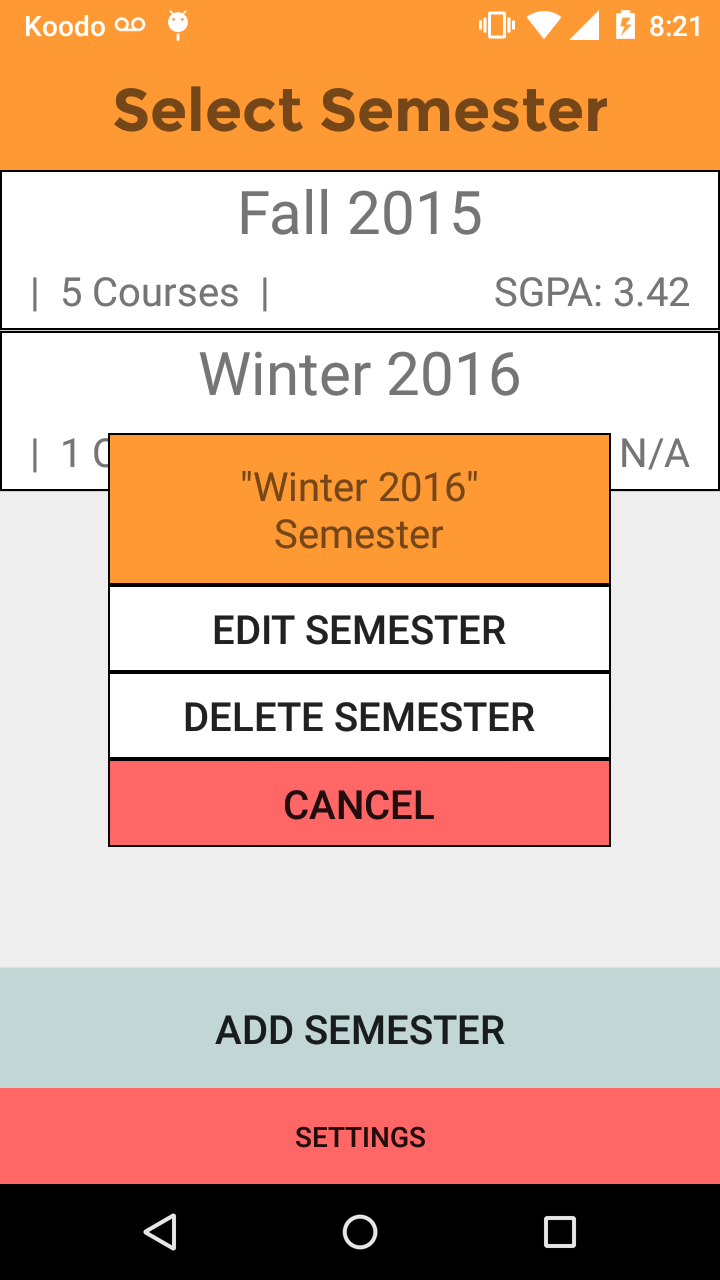 Koodo 8:21
Select Semester
Fall 2015
| 5 Courses | SGPA: 3.42
Winter 2016
| 1 N/A
"Winter 2016"
Semester
EDIT SEMESTER
DELETE SEMESTER
CANCEL
ADD SEMESTER
SETTINGS